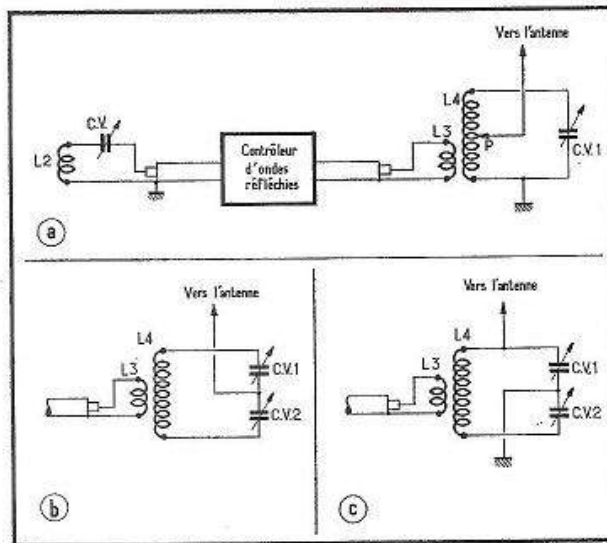 Vers l'antenne
L4
C.V.
L3
L2
Contrôleur
d'ondes
réfléchies
P
C.V.1
a
Vers l'antenne
L4
L3
C.V.1
C.V.2
b
Vers l'antenne
L4
L3
C.V.1
C.V.2
c